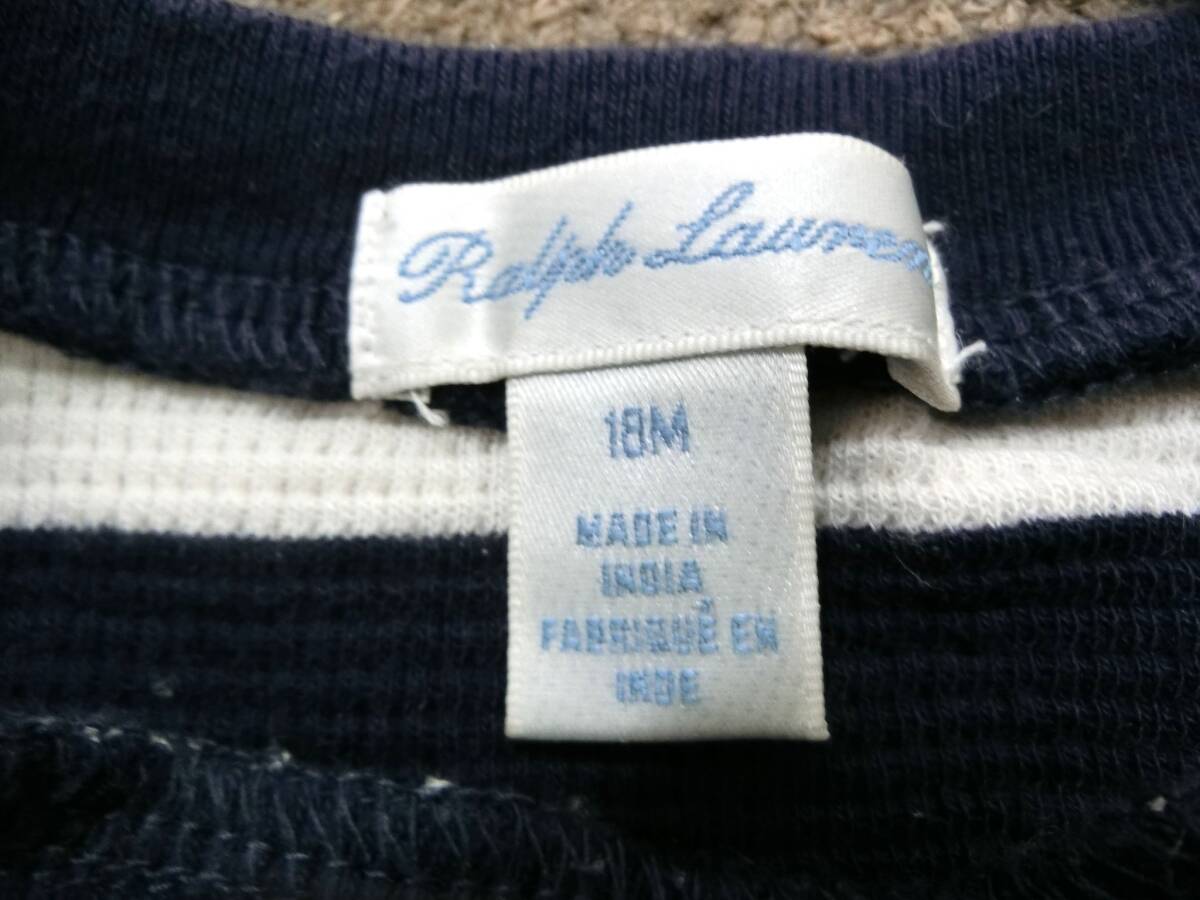 Ralph Lauren
18M
MADE IN
INDIA
FABRIQUÉ EN
INDE